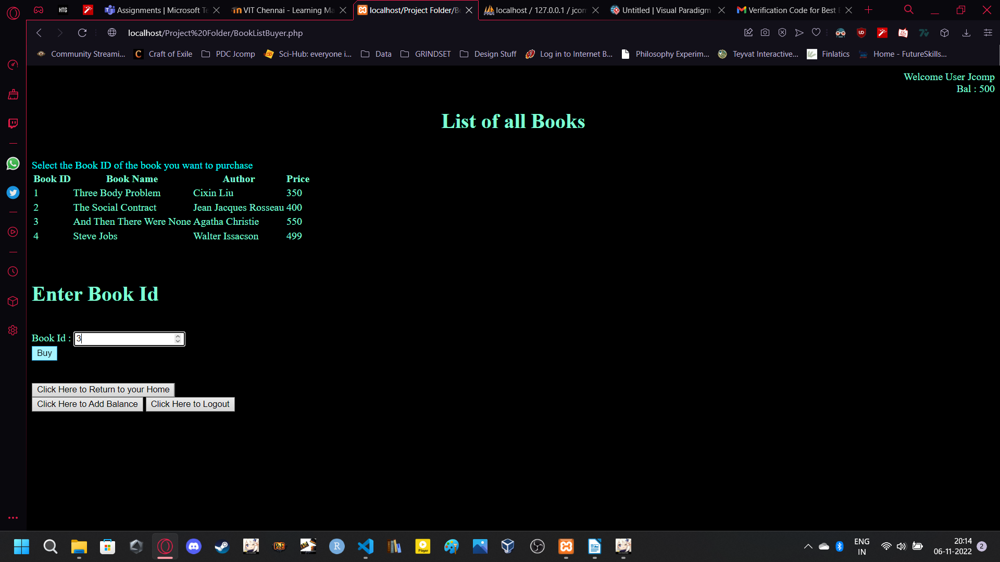 HTG
Assignments | Microsoft Te
VIT Chennai - Learning Ma
localhost/Project Folder/Bo
localhost / 127.0.0.1 / jcom
Untitled | Visual Paradigm
Verification Code for Best
localhost/Project%20Folder/BookListBuyer.php
Community Streami...
Craft of Exile
PDC Jcomp
Sci-Hub: everyone i...
Data
GRINDSET
Design Stuff
Log in to Internet B...
Philosophy Experim...
Teyvat Interactive...
Finlatics
Home - FutureSkills...
Welcome User Jcomp
Bal : 500
List of all Books
Select the Book ID of the book you want to purchase
Book ID Book Name Author Price
1 Three Body Problem Cixin Liu 350
2 The Social Contract Jean Jacques Rosseau 400
3 And Then There Were None Agatha Christie 550
4 Steve Jobs Walter Issacson 499
Enter Book Id
Book Id : 3
Buy
Click Here to Return to your Home
Click Here to Add Balance Click Here to Logout
PoE
R
Player
ENG
IN
20:14
06-11-2022
2